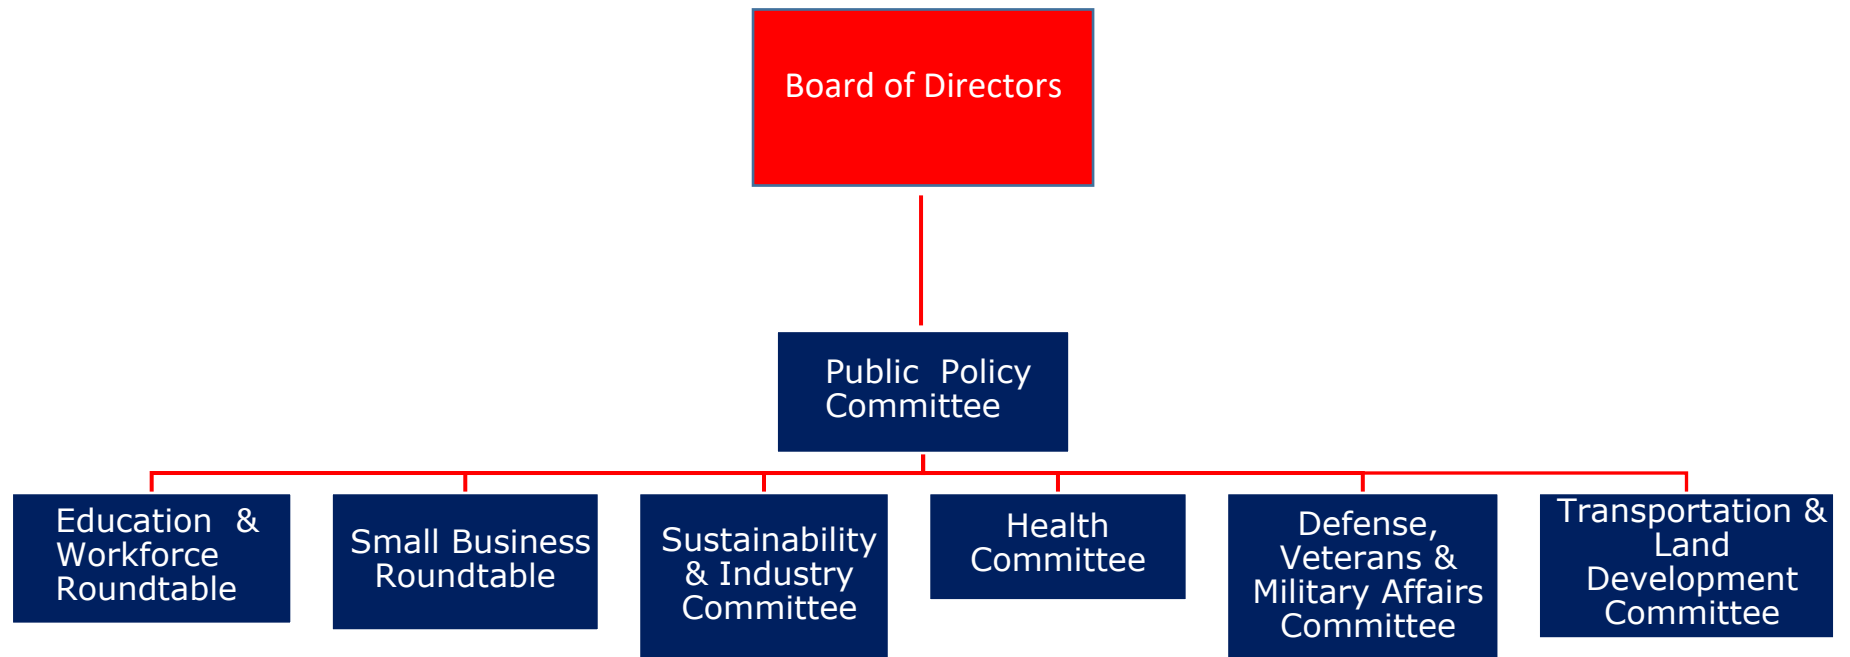 Board of Directors
Public Policy
Committee
Education &
Workforce
Roundtable
Small Business
Roundtable
Sustainability
& Industry
Committee
Health
Committee
Defense,
Veterans &
Military Affairs
Committee
Transportation &
Land
Development
Committee